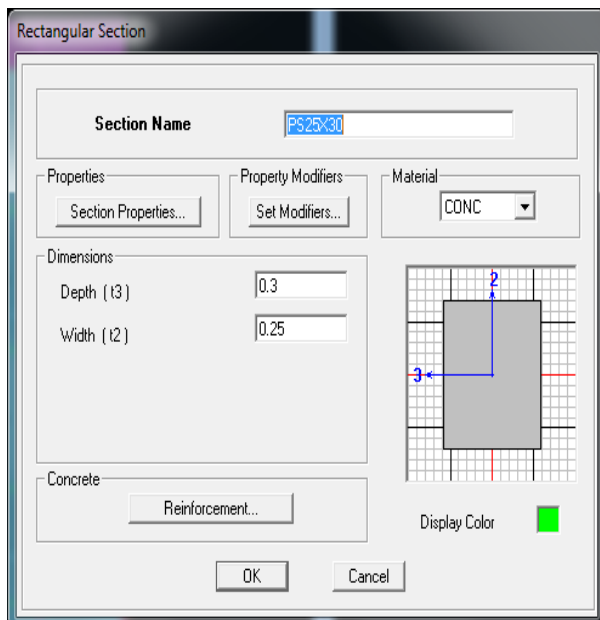 Rectangular Section
Section Name PS25X30
Properties Property Modifiers Material
Section Properties... Set Modifiers... CONC
Dimensions
Depth ( t3 ) 0.3
Width ( t2 ) 0.25
2
3
Concrete
Reinforcement...
Display Color
OK Cancel